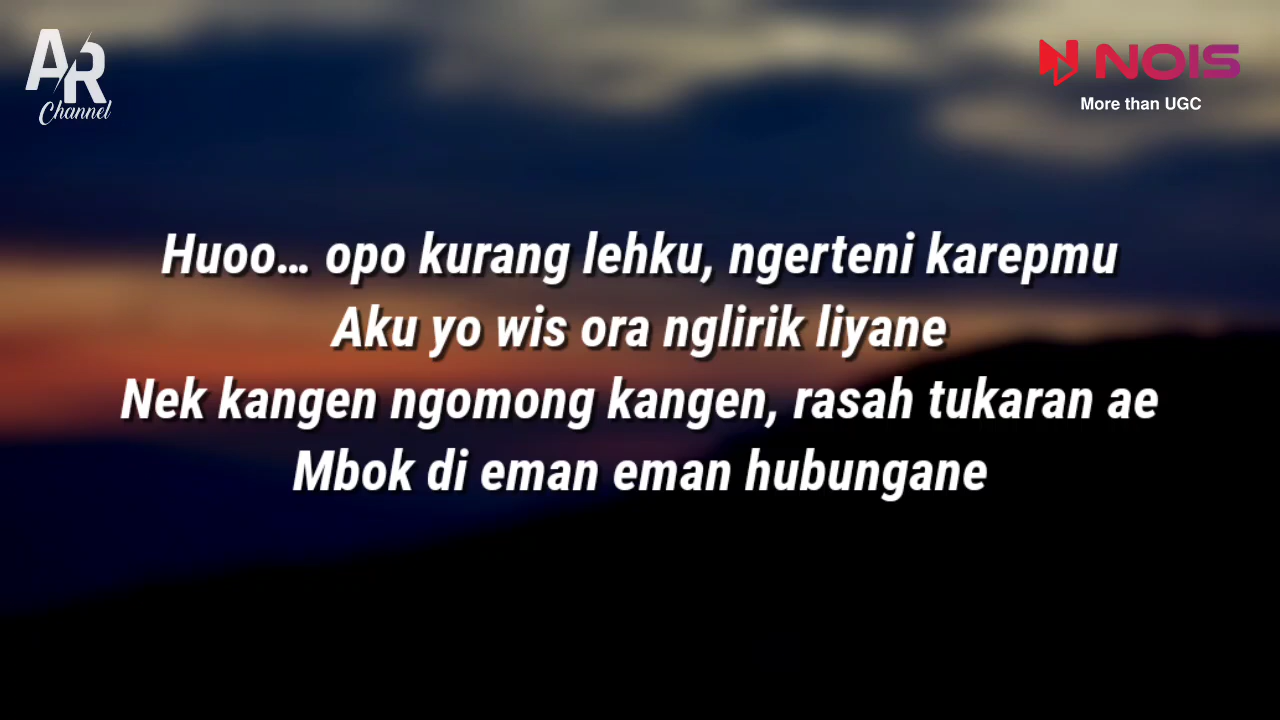 AR
Channel
NOIS
More than UGC
Huoo... opo kurang lehku, ngerteni karepmu
Aku yo wis ora nglirik liyane
Nek kangen ngomong kangen, rasah tukaran ae
Mbok di eman eman hubungane